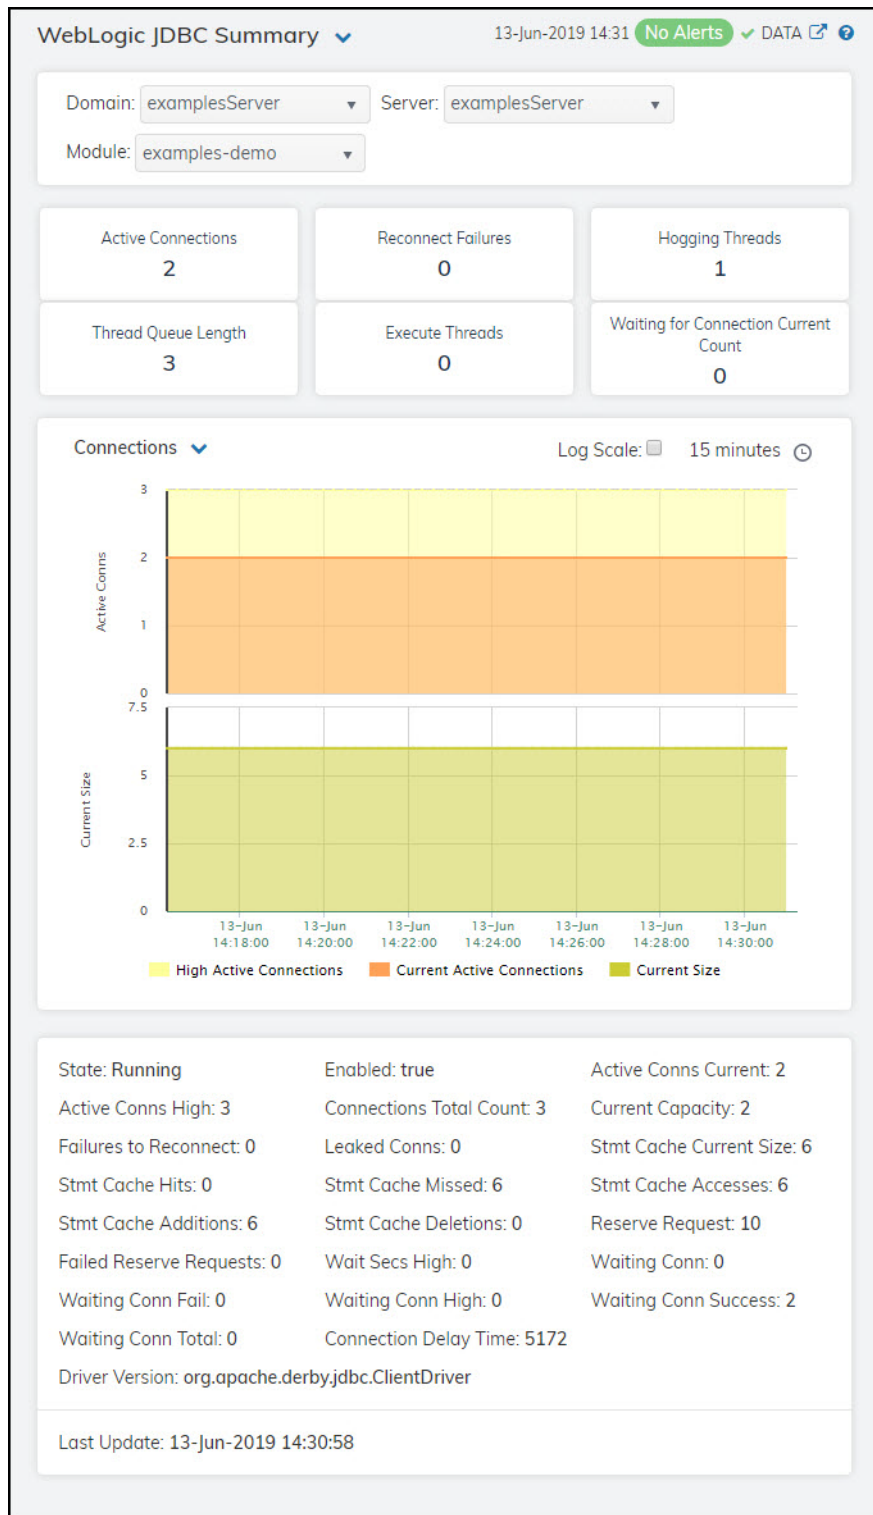 WebLogic JDBC Summary 13-Jun-2019 14:31 No Alerts DATA
Domain: examplesServer Server: examplesServer
Module: examples-demo
Active Connections Reconnect Failures Hogging Threads
2 0 1
Thread Queue Length Execute Threads Waiting for Connection Current Count
3 0 0
Connections Log Scale: 15 minutes
3
2
1
0
Active Conns
7.5
5
2.5
0
Current Size
13-Jun 13-Jun 13-Jun 13-Jun 13-Jun 13-Jun 13-Jun
14:18:00 14:20:00 14:22:00 14:24:00 14:26:00 14:28:00 14:30:00
High Active Connections Current Active Connections Current Size
State: Running Enabled: true Active Conns Current: 2
Active Conns High: 3 Connections Total Count: 3 Current Capacity: 2
Failures to Reconnect: 0 Leaked Conns: 0 Stmt Cache Current Size: 6
Stmt Cache Hits: 0 Stmt Cache Missed: 6 Stmt Cache Accesses: 6
Stmt Cache Additions: 6 Stmt Cache Deletions: 0 Reserve Request: 10
Failed Reserve Requests: 0 Wait Secs High: 0 Waiting Conn: 0
Waiting Conn Fail: 0 Waiting Conn High: 0 Waiting Conn Success: 2
Waiting Conn Total: 0 Connection Delay Time: 5172
Driver Version: org.apache.derby.jdbc.ClientDriver
Last Update: 13-Jun-2019 14:30:58